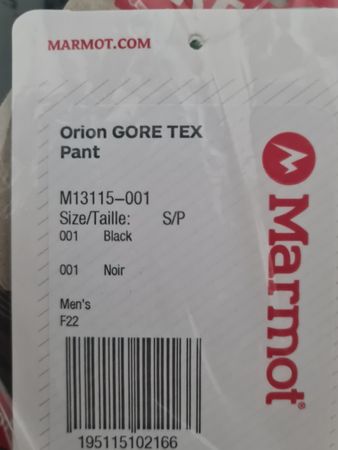 MARMOT.COM
Orion GORE TEX
Pant
M13115-001
Size/Taille: S/P
001 Black
001 Noir
Men's
F22
195115102166
Marmot